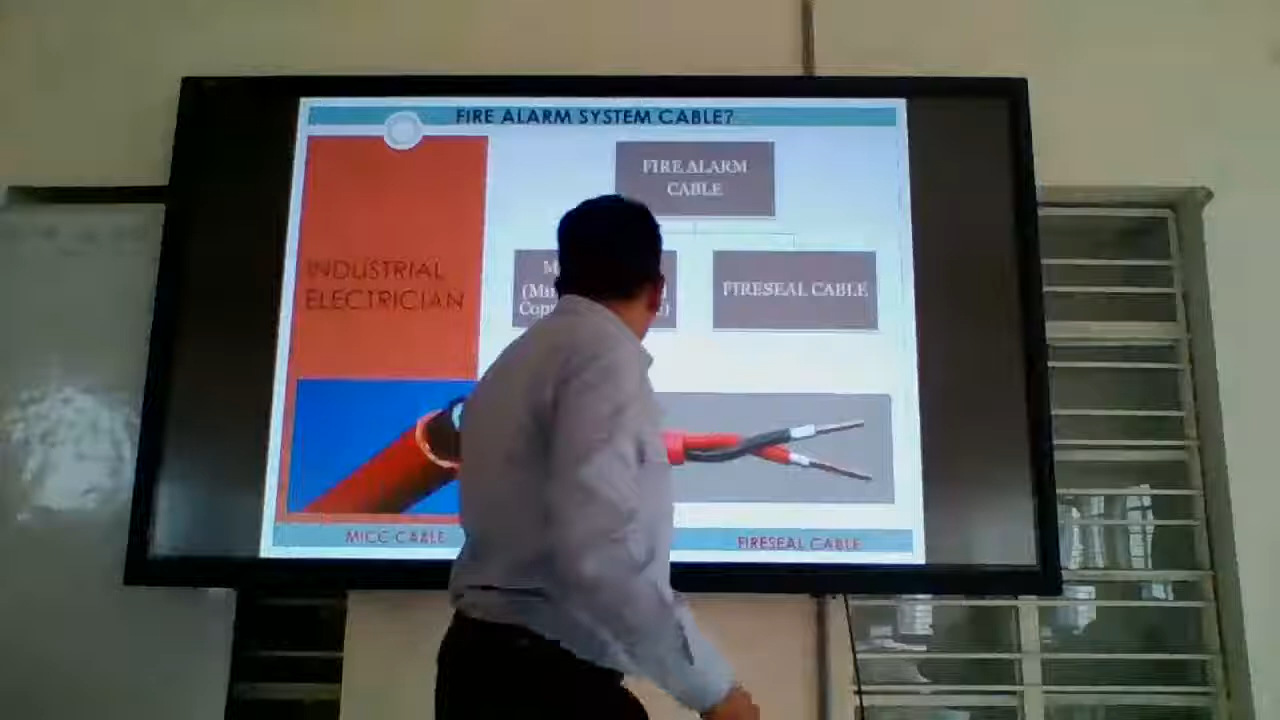 FIRE ALARM SYSTEM CABLE?
FIRE ALARM
CABLE
INDUSTRIAL
ELECTRICIAN
FIRESEAL CABLE
MICC CABLE
FIRESEAL CABLE